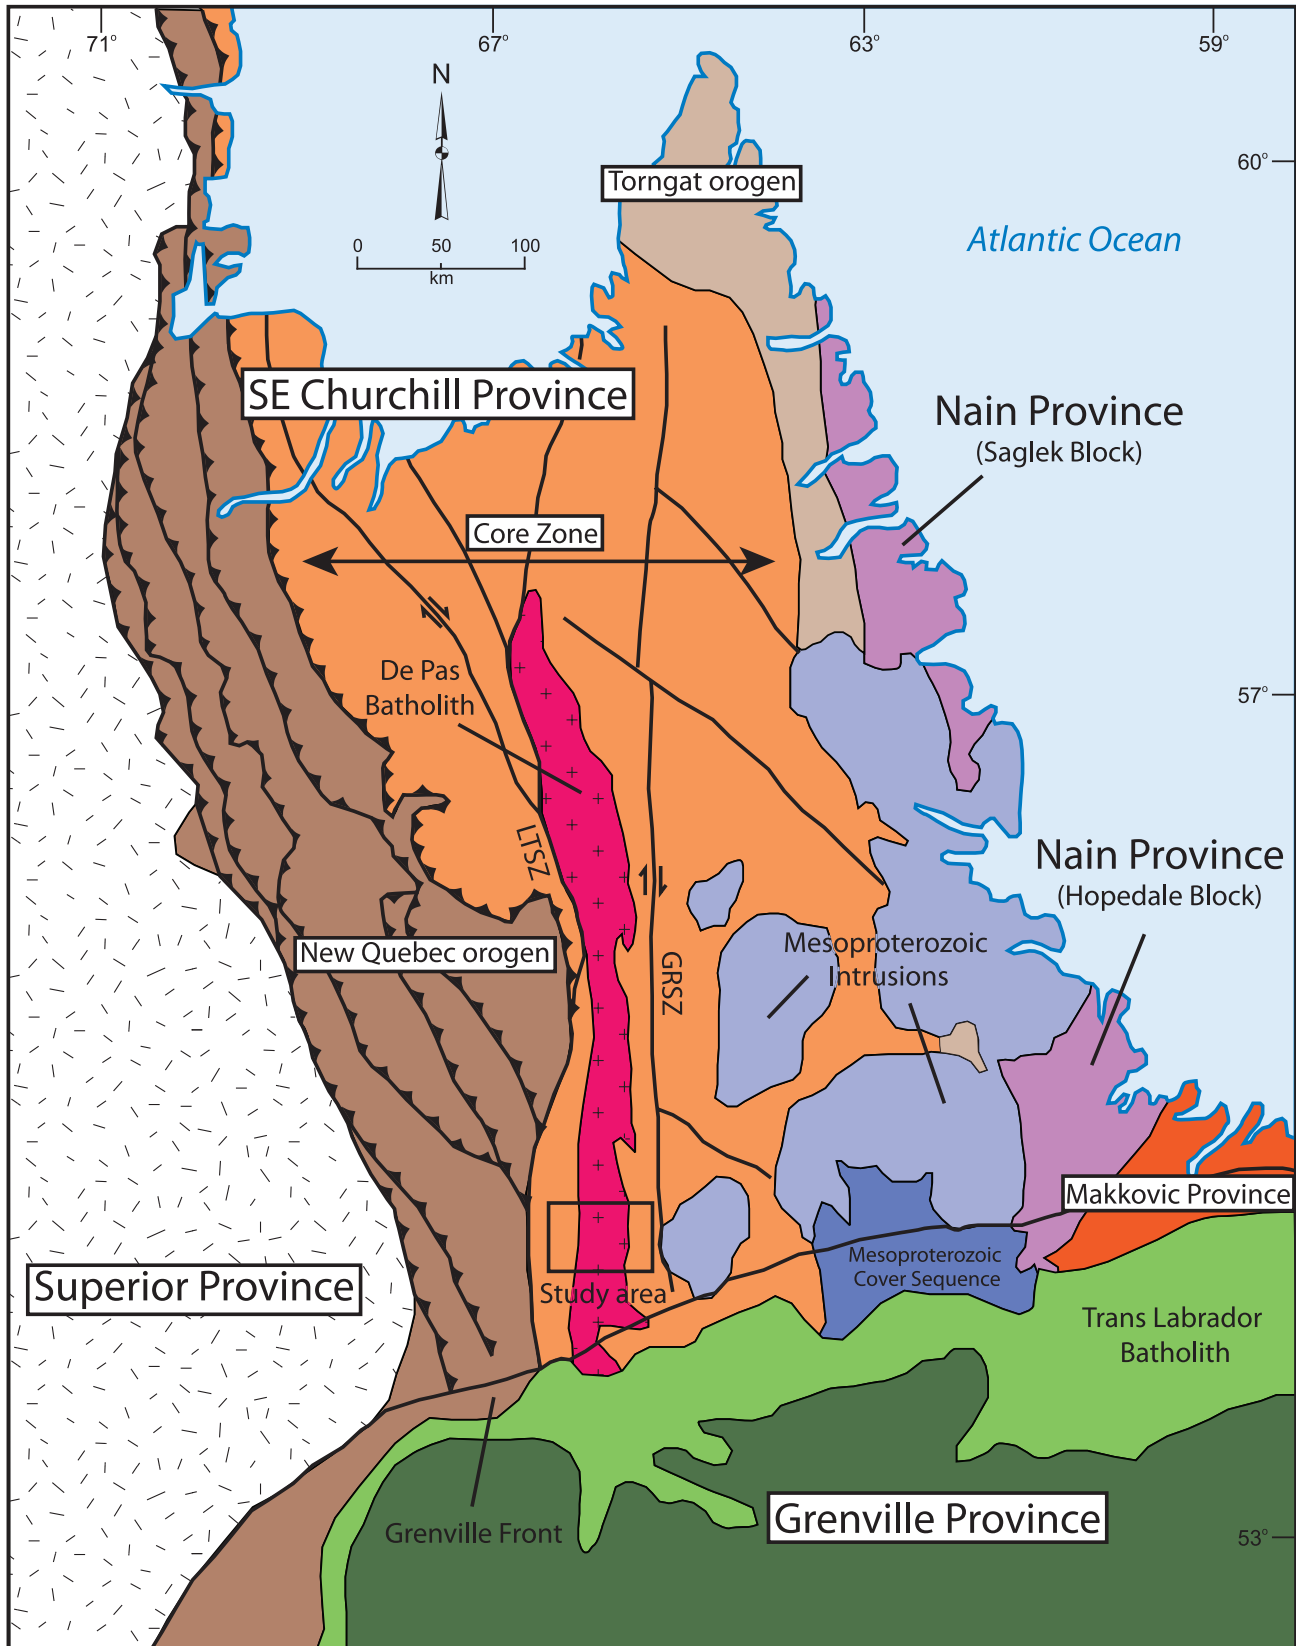 71°
67°
63°
59°
N
60°
Torngat orogen
Atlantic Ocean
0 50 100
km
SE Churchill Province
Nain Province
(Saglek Block)
Core Zone
De Pas
Batholith
57°
LTSZ
Nain Province
(Hopedale Block)
New Quebec orogen
GRSZ
Mesoproterozoic
Intrusions
Makkovic Province
Superior Province
Study area
Mesoproterozoic
Cover Sequence
Trans Labrador
Batholith
Grenville Front
Grenville Province
53°